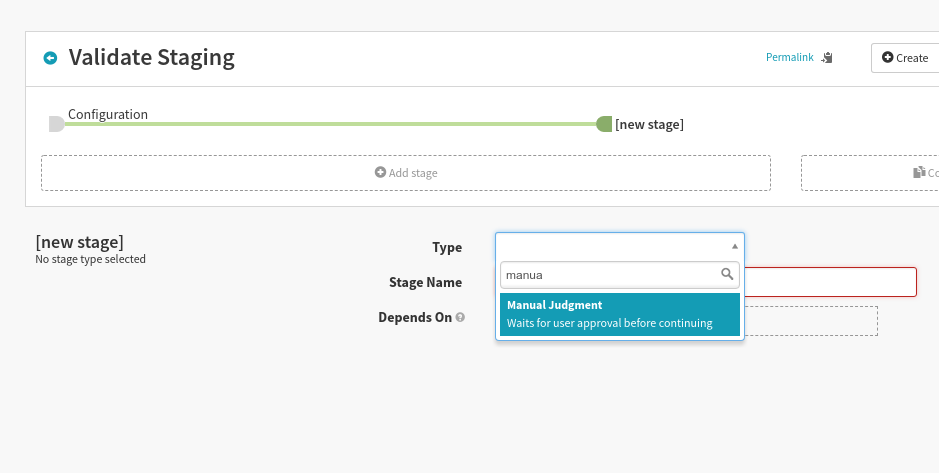 Validate Staging
Permalink
Create
Configuration
[new stage]
Add stage
[new stage]
No stage type selected
Type
manua
Manual Judgment
Waits for user approval before continuing
Stage Name
Depends On